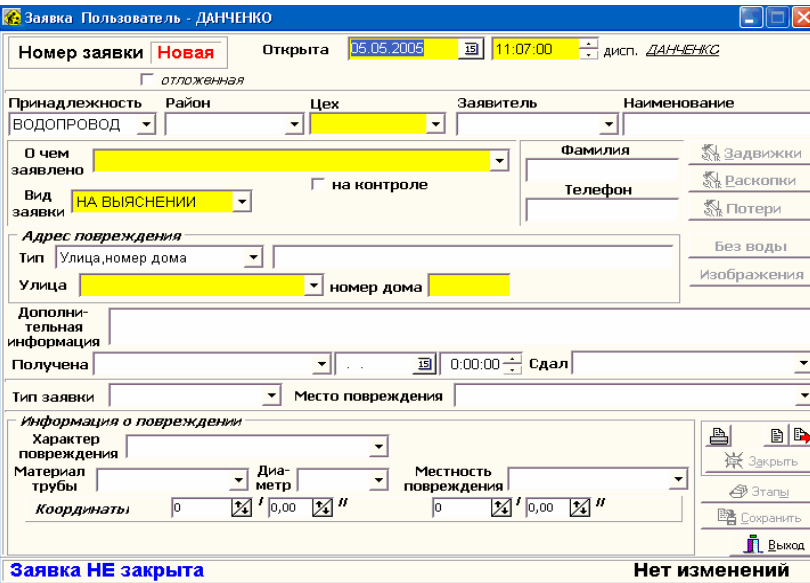 Заявка Пользователь - ДАНЧЕНКО
Номер заявки Новая Открыта 05.05.2005 15 11:07:00 дисп. ДАНЧЕНКС
отложенная
Принадлежность Район Цех Заявитель Наименование
ВОДОПРОВОД
О чем заявлено
Фамилия
Задвижки
на контроле
Раскопки
Вид заявки НА ВЫЯСНЕНИИ
Телефон
Потери
Адрес повреждения
Без воды
Тип Улица,номер дома
Изображения
Улица номер дома
Дополни-
тельная
информация
Получена . . 15 0:00:00 Сдал
Тип заявки Место повреждения
Информация о повреждении
Характер
повреждения
Закрыть
Материал
трубы
Диа-
метр
Местность
повреждения
Этапы
Координаты 0 ' 0,00 '' 0 ' 0,00 ''
Сохранить
Выход
Заявка НЕ закрыта Нет изменений